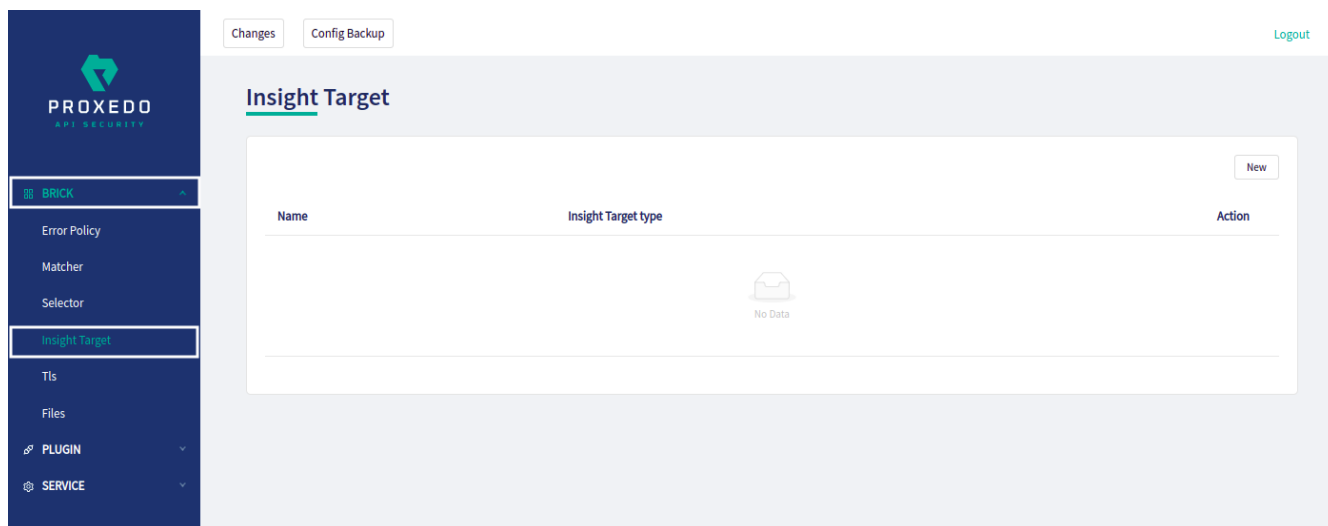 Changes Config Backup Logout
PROXEDO
API SECURITY
BRICK
Error Policy
Matcher
Selector
Insight Target
Tls
Files
PLUGIN
SERVICE
Insight Target
New
Name Insight Target type Action
No Data